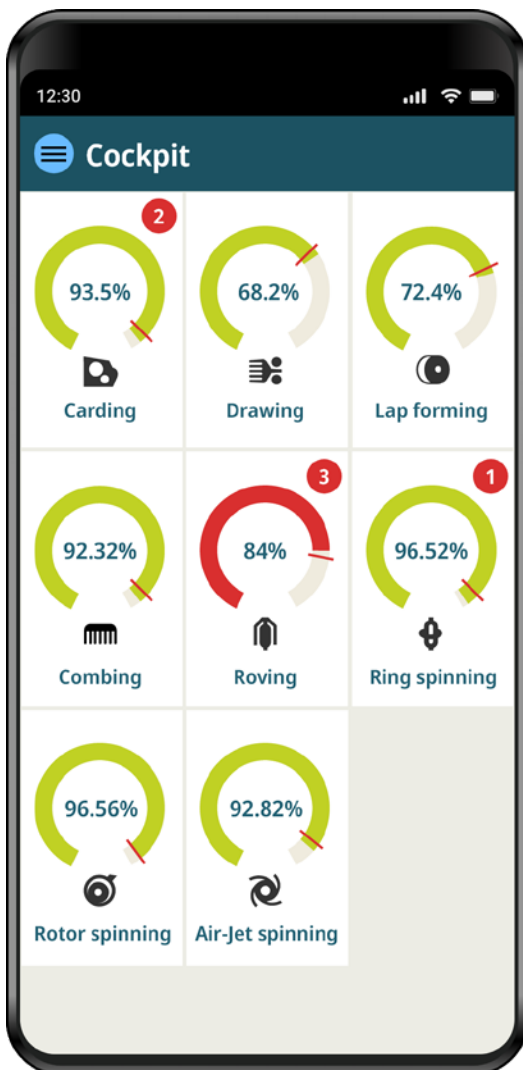 12:30
Cockpit
2
93.5%
68.2%
72.4%
Carding
Drawing
Lap forming
3
1
92.32%
84%
96.52%
Combing
Roving
Ring spinning
96.56%
92.82%
Rotor spinning
Air-Jet spinning